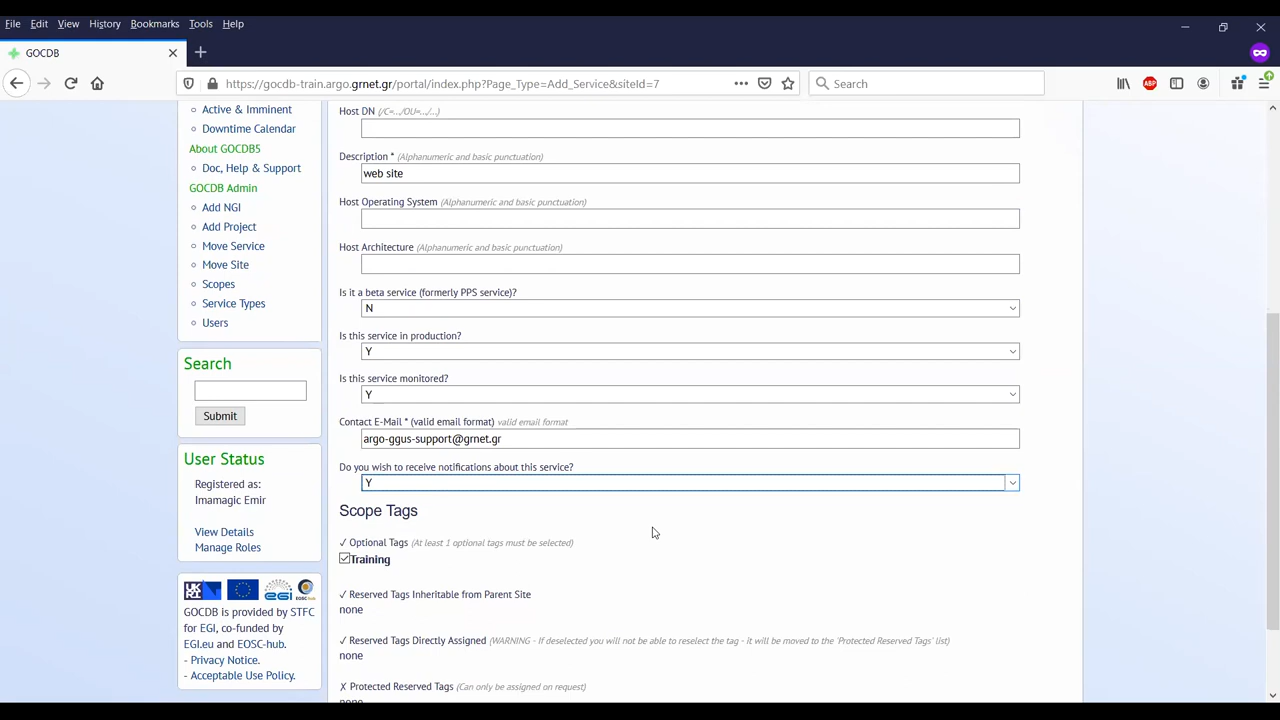 File Edit View History Bookmarks Tools Help
GOCDB
https://gocdb-train.argo.grnet.gr/portal/index.php?Page_Type=Add_Service&siteId=7
Search
ABP
Active & Imminent
Downtime Calendar
About GOCDB5
Doc, Help & Support
GOCDB Admin
Add NGI
Add Project
Move Service
Move Site
Scopes
Service Types
Users
Search
Submit
User Status
Registered as:
Imamagic Emir
View Details
Manage Roles
GOCDB is provided by STFC
for EGI, co-funded by
EGI.eu and EOSC-hub.
- Privacy Notice.
- Acceptable Use Policy.
Host DN (/C=.../OU=.../...)
Description * (Alphanumeric and basic punctuation)
web site
Host Operating System (Alphanumeric and basic punctuation)
Host Architecture (Alphanumeric and basic punctuation)
Is it a beta service (formerly PPS service)?
N
Is this service in production?
Y
Is this service monitored?
Y
Contact E-Mail * (valid email format) valid email format
argo-ggus-support@grnet.gr
Do you wish to receive notifications about this service?
Y
Scope Tags
✓ Optional Tags (At least 1 optional tags must be selected)
Training
✓ Reserved Tags Inheritable from Parent Site
none
✓ Reserved Tags Directly Assigned (WARNING - If deselected you will not be able to reselect the tag - it will be moved to the 'Protected Reserved Tags' list)
none
✗ Protected Reserved Tags (Can only be assigned on request)
none